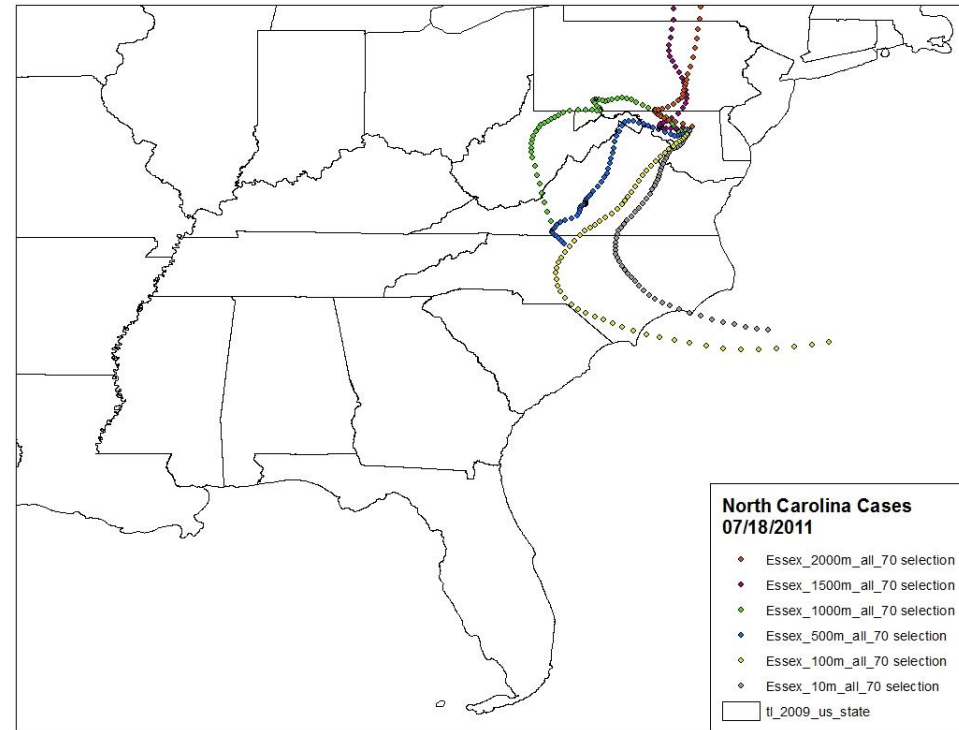 North Carolina Cases
07/18/2011
Essex_2000m_all_70 selection
Essex_1500m_all_70 selection
Essex_1000m_all_70 selection
Essex_500m_all_70 selection
Essex_100m_all_70 selection
Essex_10m_all_70 selection
tl_2009_us_state